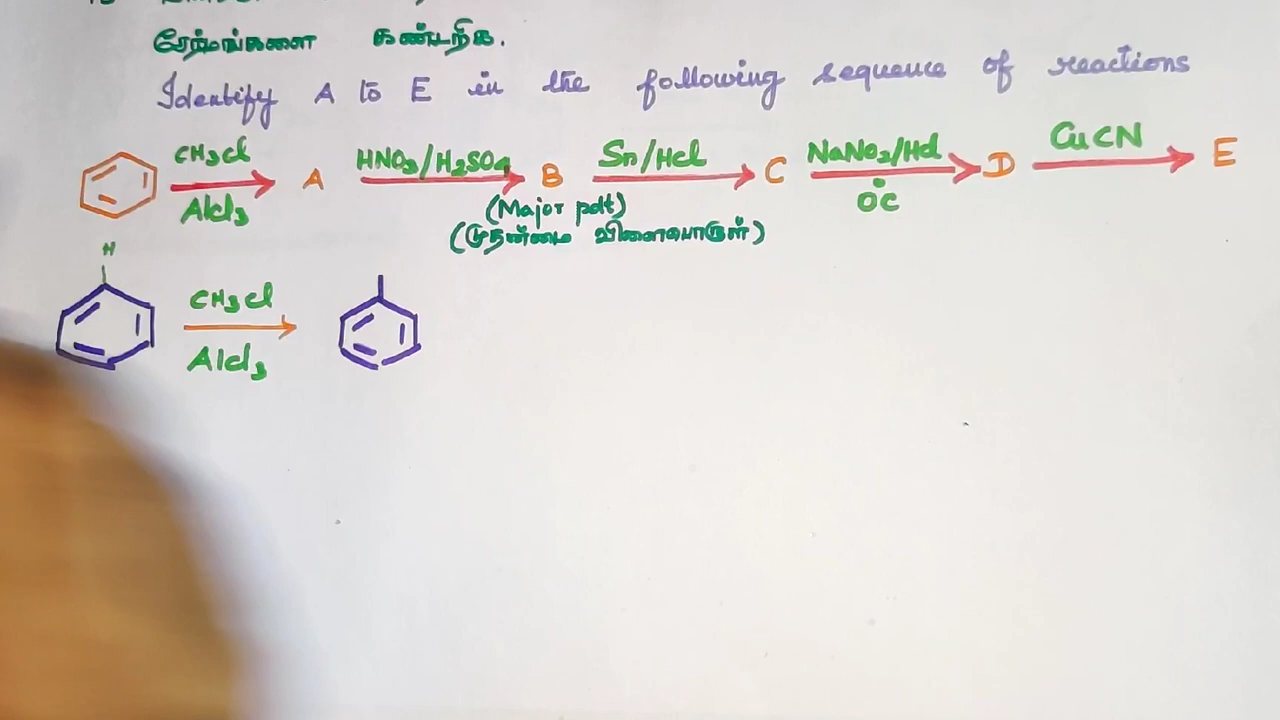 சேர்மங்களை கண்டறிக.
Identify A to E in the following sequence of reactions
CH3Cl HNO3/H2SO4 Sn/HCl NaNO2/HCl CuCN
A B C D E
AlCl3 (Major pdt) 0°C
(முதன்மை விளைபொருள்)
H
CH3Cl
AlCl3